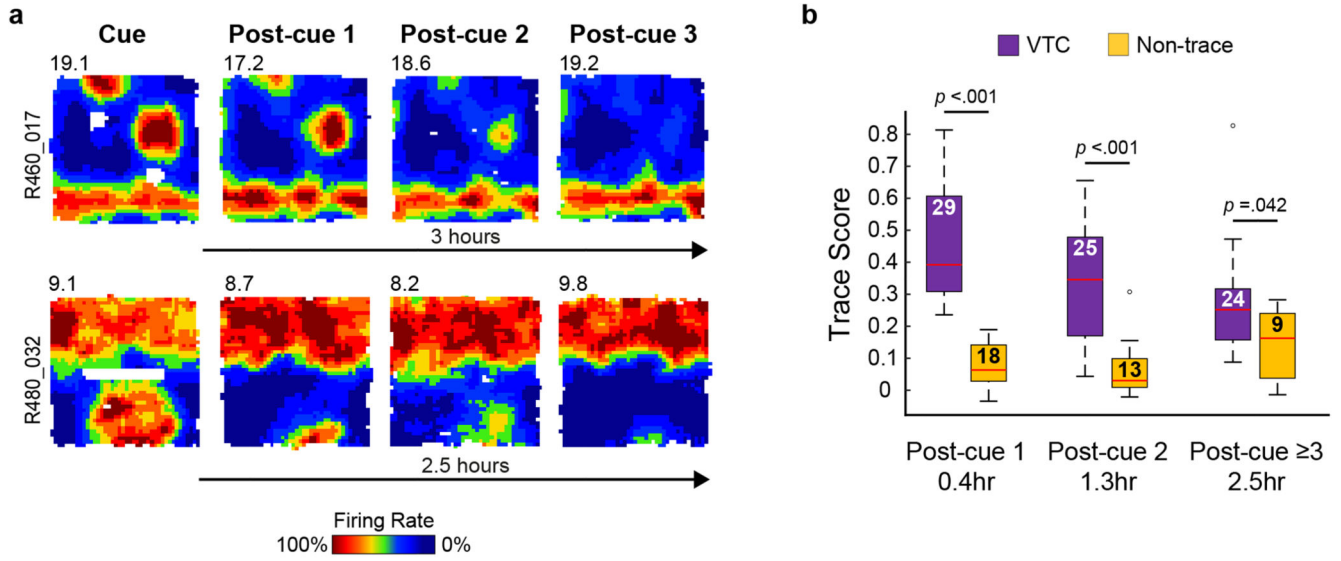 a
Cue Post-cue 1 Post-cue 2 Post-cue 3
19.1 17.2 18.6 19.2
R460_017
3 hours
9.1 8.7 8.2 9.8
R480_032
2.5 hours
Firing Rate
100% 0%
b
VTC Non-trace
p <.001
p <.001
p =.042
Trace Score
0.8
0.7
0.6
0.5
0.4
0.3
0.2
0.1
0
29 18 25 13 24 9
Post-cue 1 Post-cue 2 Post-cue ≥3
0.4hr 1.3hr 2.5hr